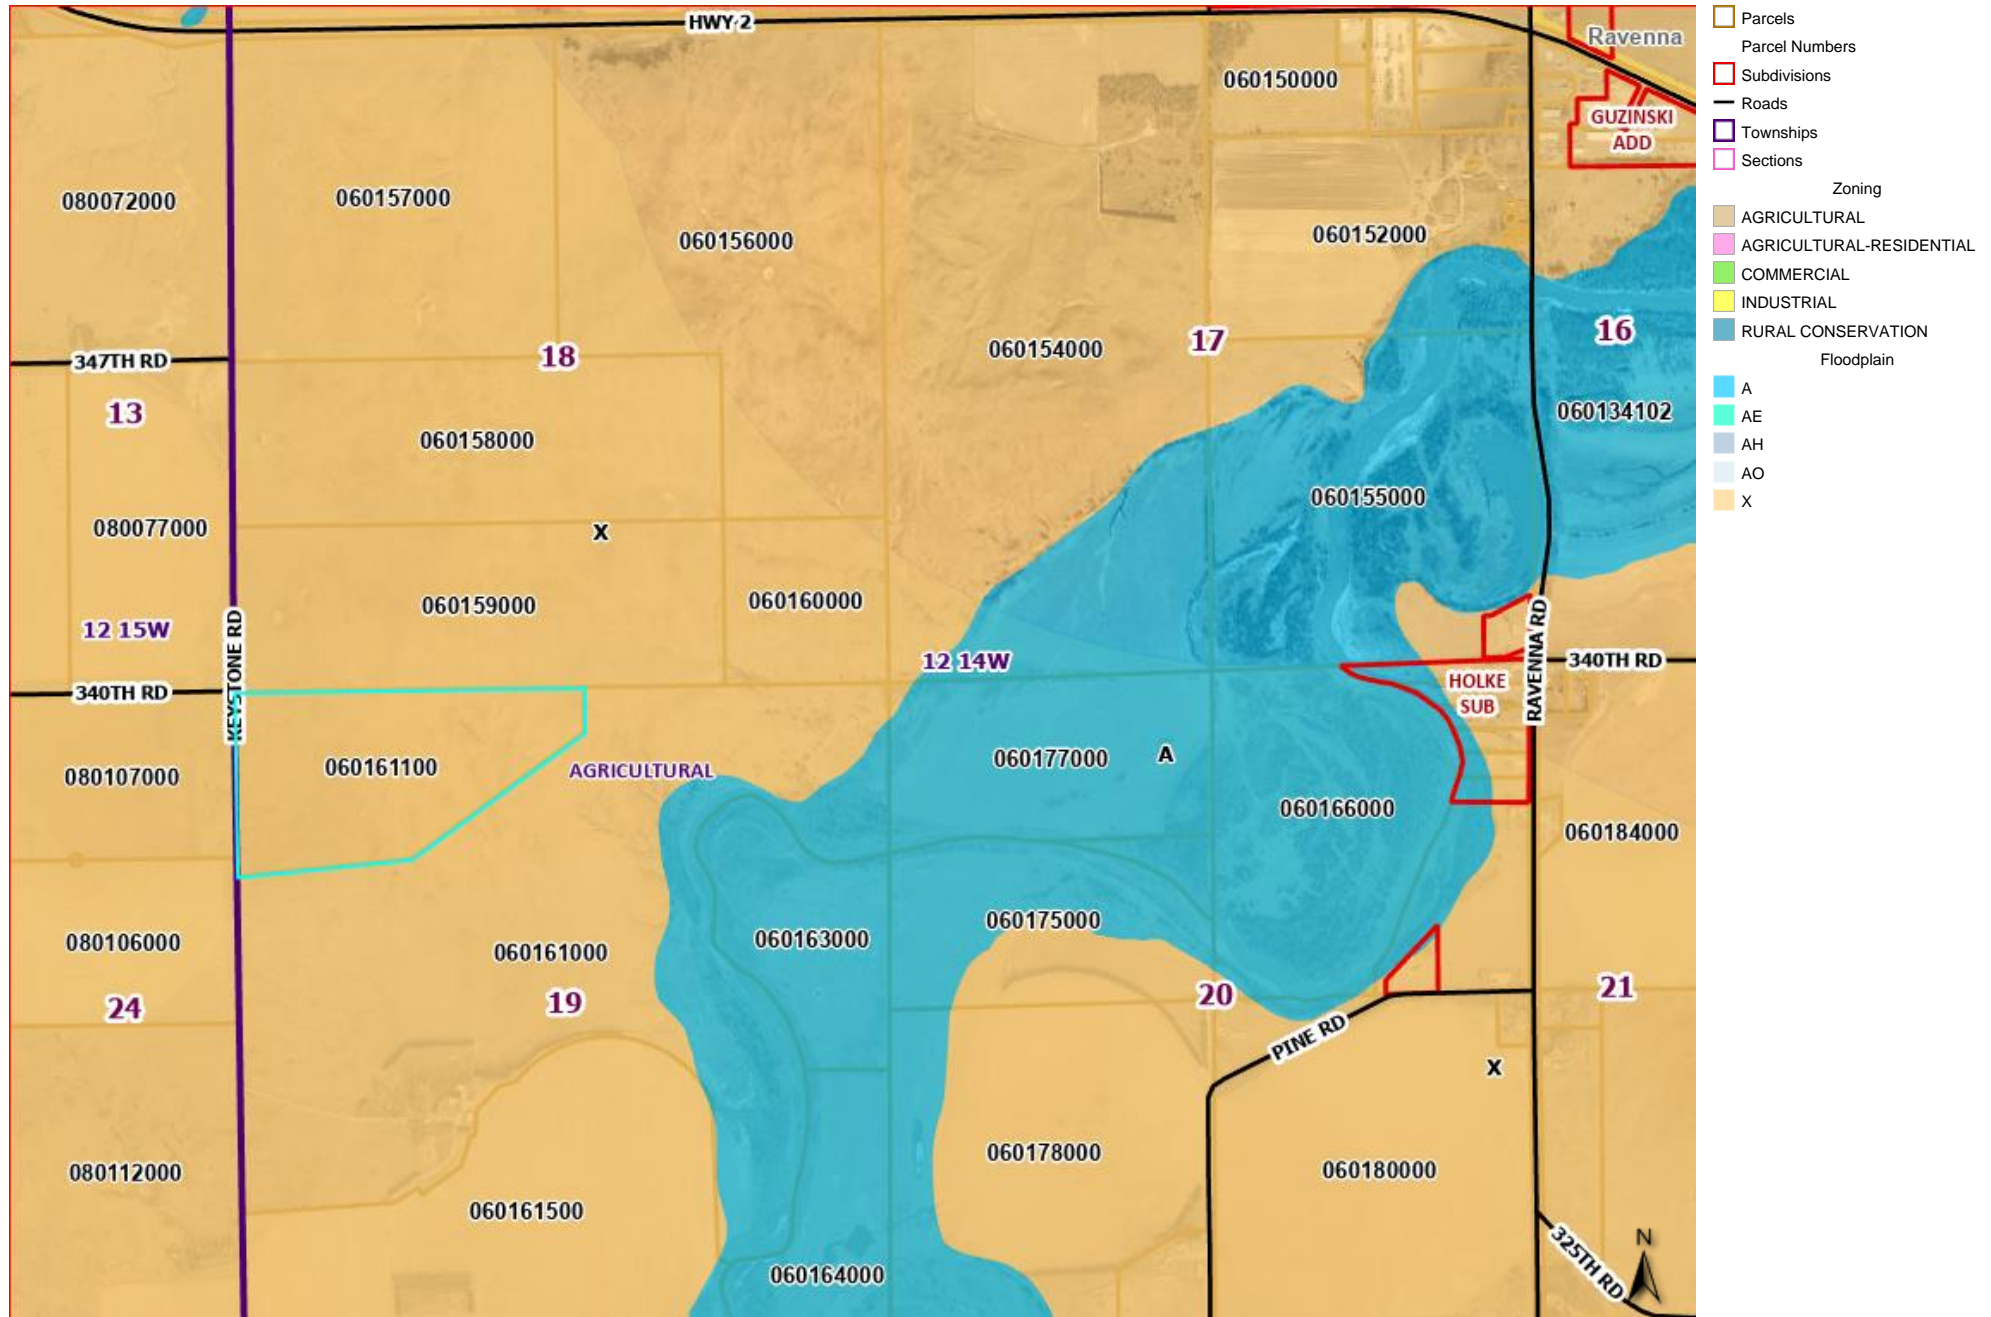 HWY 2
Ravenna
060150000
GUZINSKI
ADD
080072000
060157000
060156000
060152000
347TH RD
18
060154000
17
16
13
060134102
060158000
060155000
080077000
X
060159000
060160000
12 15W
KEYSTONE RD
12 14W
RAVENNA RD
340TH RD
340TH RD
HOLKE
SUB
080107000
060161100
AGRICULTURAL
060177000
A
060166000
060184000
080106000
060161000
060163000
060175000
24
19
20
21
PINE RD
X
080112000
060161500
060178000
060180000
060164000
325TH RD
N
Parcels
Parcel Numbers
Subdivisions
Roads
Townships
Sections
Zoning
AGRICULTURAL
AGRICULTURAL-RESIDENTIAL
COMMERCIAL
INDUSTRIAL
RURAL CONSERVATION
Floodplain
A
AE
AH
AO
X